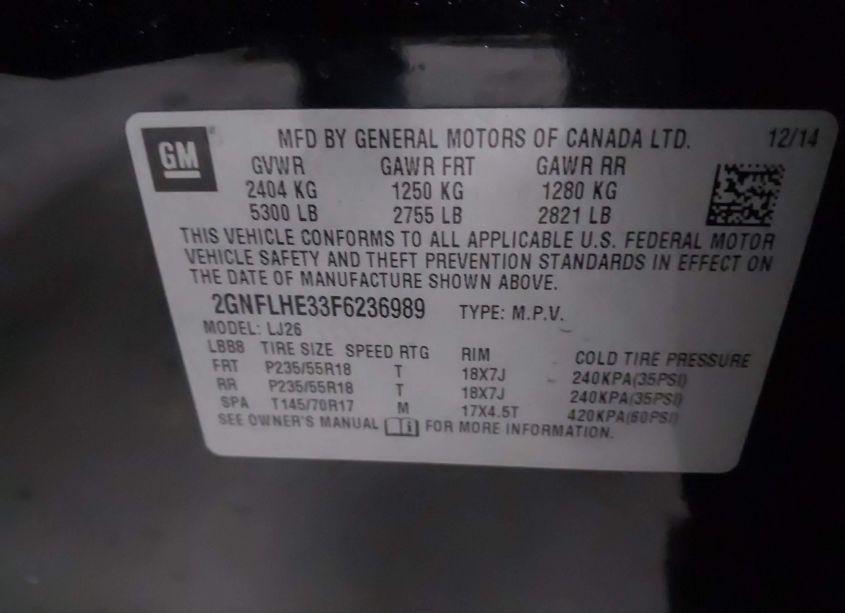 GM
MFD BY GENERAL MOTORS OF CANADA LTD. 12/14
GVWR GAWR FRT GAWR RR
2404 KG 1250 KG 1280 KG
5300 LB 2755 LB 2821 LB
THIS VEHICLE CONFORMS TO ALL APPLICABLE U.S. FEDERAL MOTOR
VEHICLE SAFETY AND THEFT PREVENTION STANDARDS IN EFFECT ON
THE DATE OF MANUFACTURE SHOWN ABOVE.
2GNFLHE33F6236989 TYPE: M.P.V.
MODEL: LJ26
LBB8 TIRE SIZE SPEED RTG RIM COLD TIRE PRESSURE
FRT P235/55R18 T 18X7J 240KPA(35PSI)
RR P235/55R18 T 18X7J 240KPA(35PSI)
SPA T145/70R17 M 17X4.5T 420KPA(60PSI)
SEE OWNER'S MANUAL FOR MORE INFORMATION.